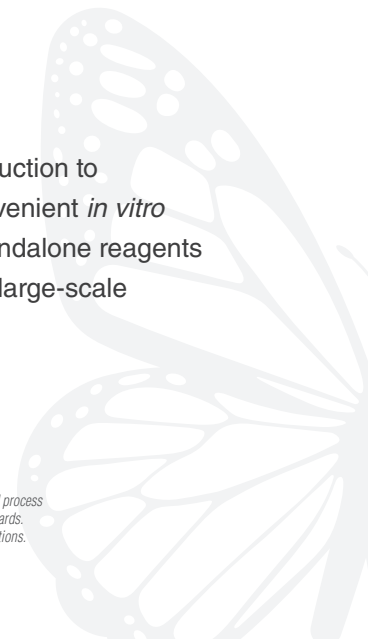 uction to
venient in vitro
ndalone reagents
large-scale
process
ards.
tions.